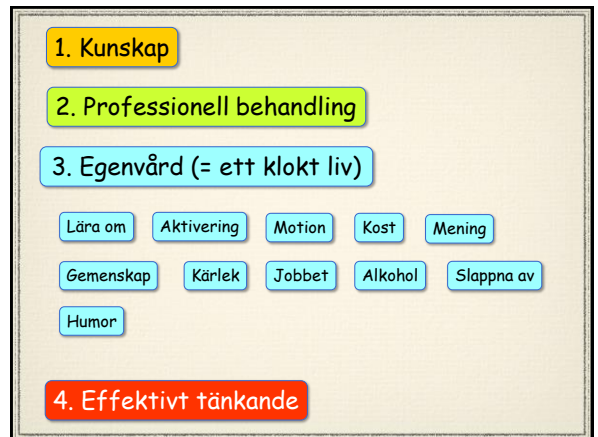 1. Kunskap
2. Professionell behandling
3. Egenvård (= ett klokt liv)
Lära om Aktivering Motion Kost Mening
Gemenskap Kärlek Jobbet Alkohol Slappna av
Humor
4. Effektivt tänkande